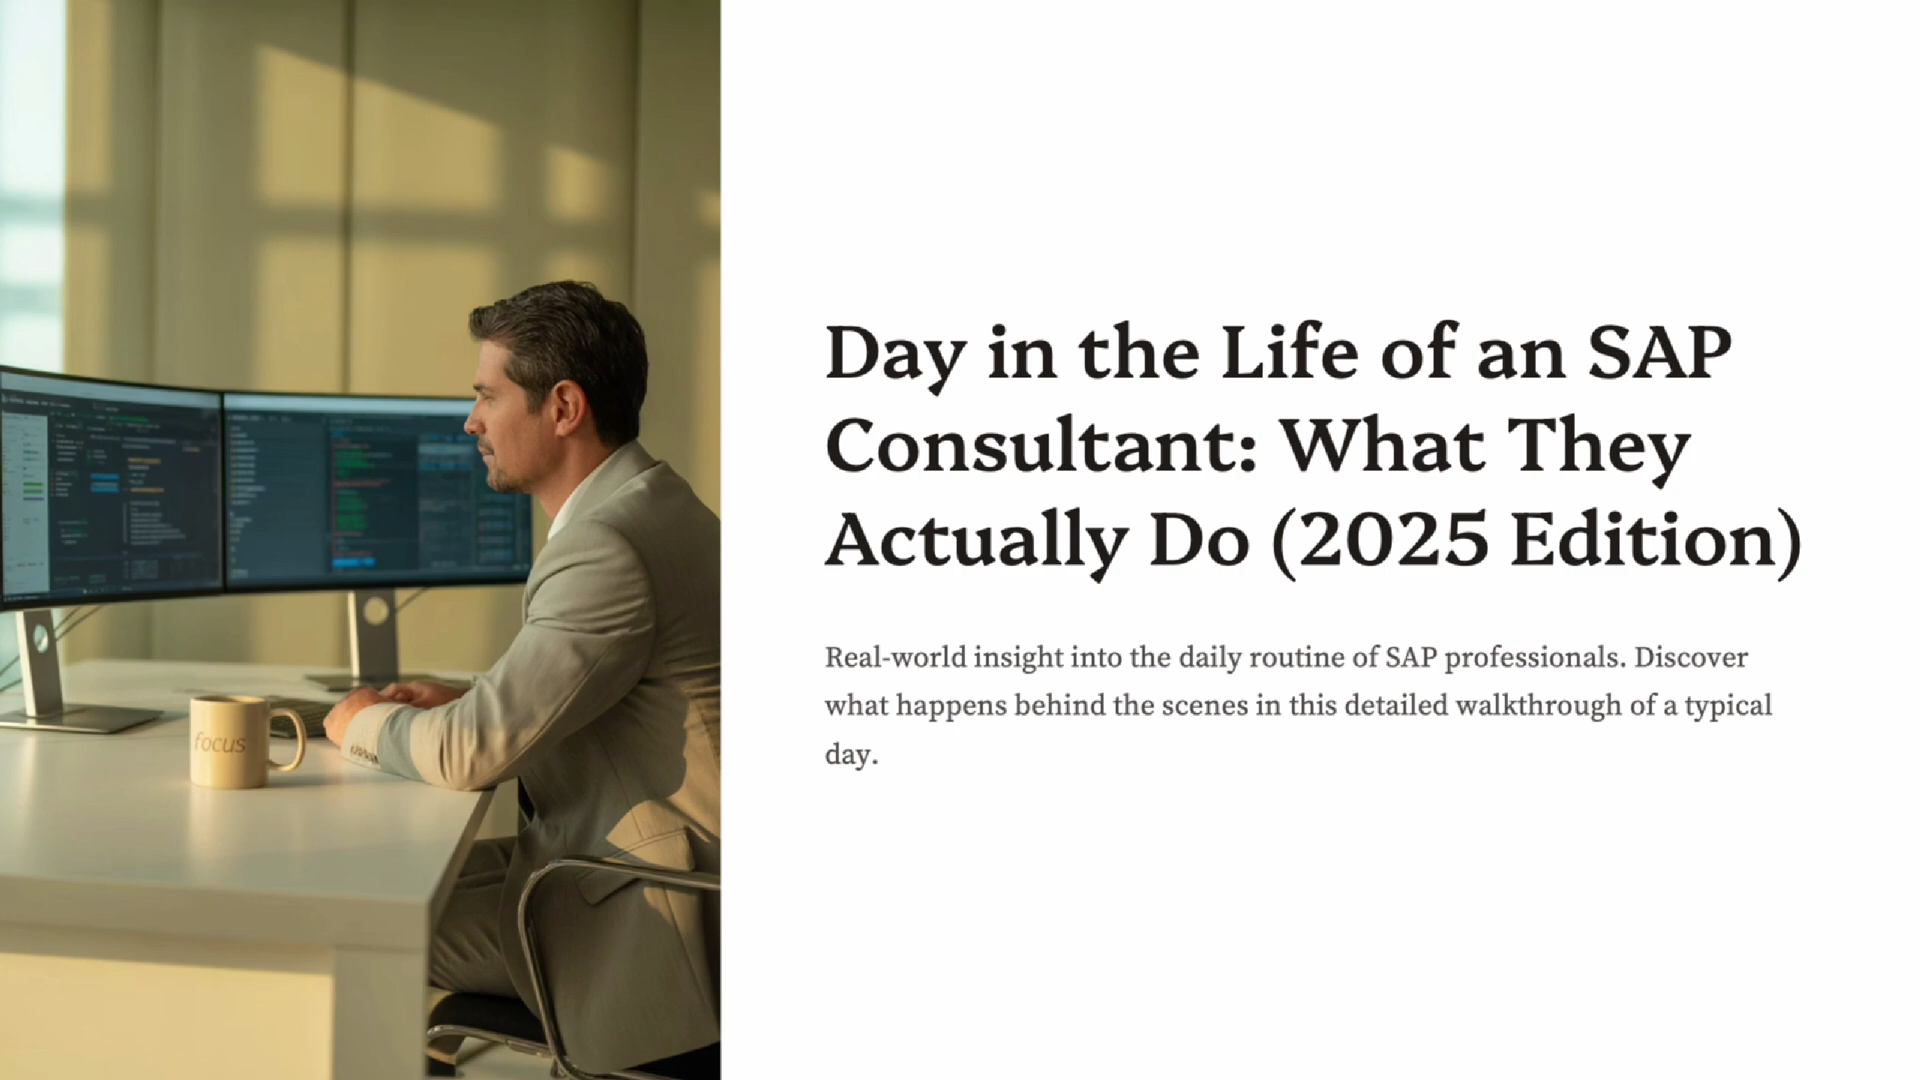 Day in the Life of an SAP
Consultant: What They
Actually Do (2025 Edition)
Real-world insight into the daily routine of SAP professionals. Discover
what happens behind the scenes in this detailed walkthrough of a typical
day.
focus